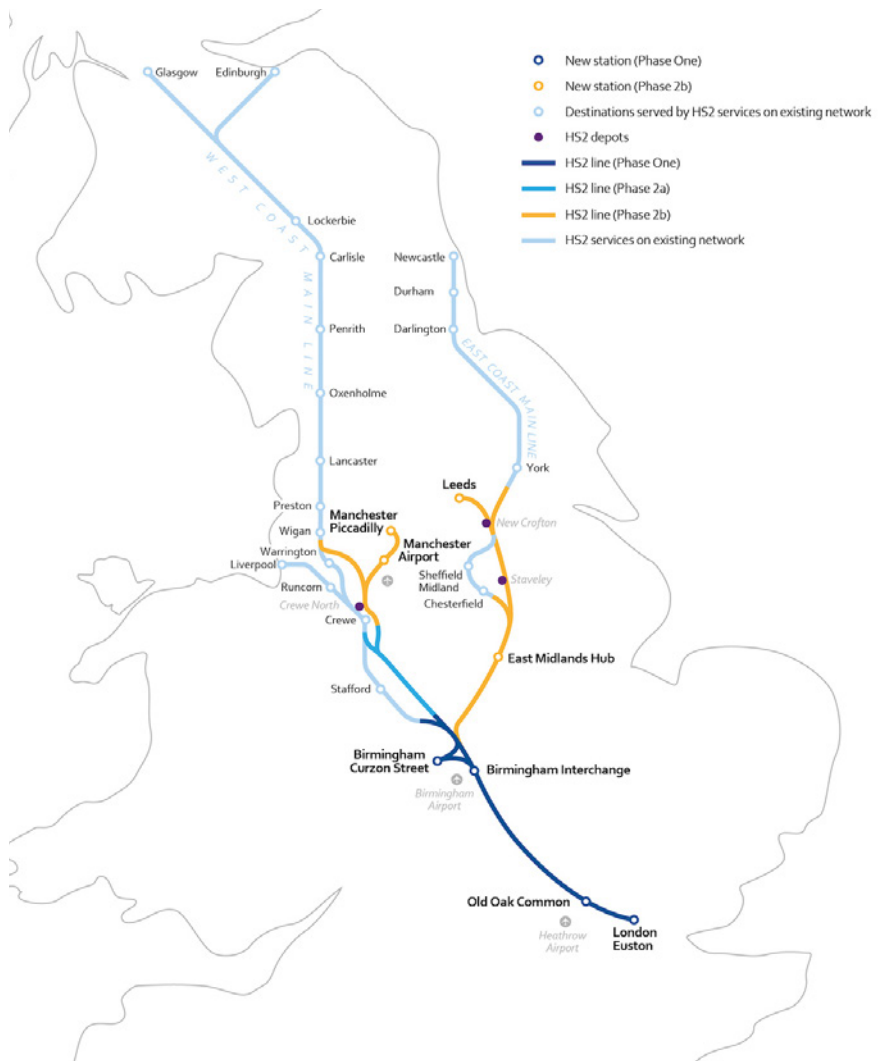 Glasgow
Edinburgh
New station (Phase One)
New station (Phase 2b)
Destinations served by HS2 services on existing network
HS2 depots
HS2 line (Phase One)
HS2 line (Phase 2a)
HS2 line (Phase 2b)
HS2 services on existing network
WEST COAST MAIN LINE
Lockerbie
Carlisle
Newcastle
Durham
Penrith
Darlington
EAST COAST MAIN LINE
Oxenholme
Lancaster
York
Leeds
Preston
Manchester
Piccadilly
New Crofton
Wigan
Manchester
Airport
Warrington
Liverpool
Sheffield
Midland
Staveley
Runcorn
Chesterfield
Crewe North
Crewe
East Midlands Hub
Stafford
Birmingham
Curzon Street
Birmingham Interchange
Birmingham
Airport
Old Oak Common
London
Euston
Heathrow
Airport